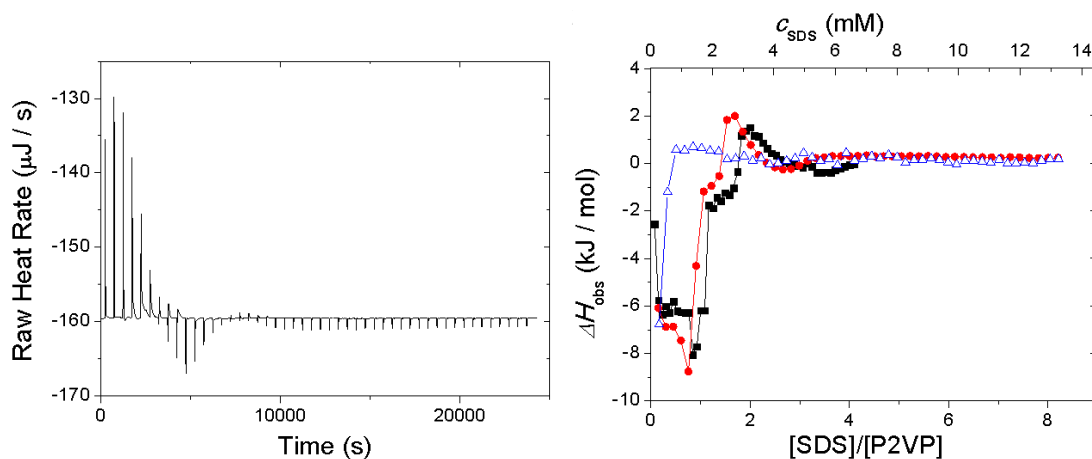 Raw Heat Rate (μJ / s)
-130
-140
-150
-160
-170
0
10000
20000
Time (s)
c_SDS (mM)
0 2 4 6 8 10 12 14
4
2
0
-2
-4
-6
-8
-10
ΔH_obs (kJ / mol)
0 2 4 6 8
[SDS]/[P2VP]